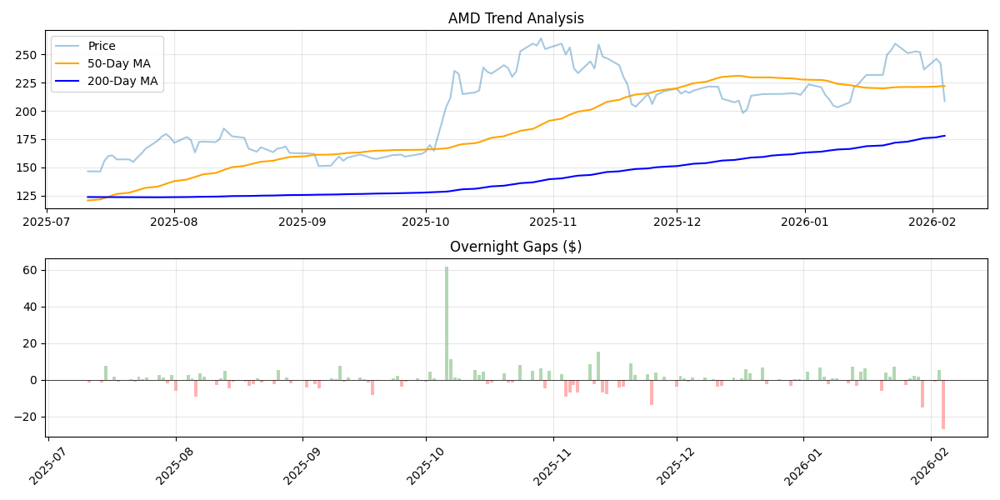 AMD Trend Analysis
Price
50-Day MA
200-Day MA
250
225
200
175
150
125
2025-07 2025-08 2025-09 2025-10 2025-11 2025-12 2026-01 2026-02
Overnight Gaps ($)
60
40
20
0
−20
2025-07 2025-08 2025-09 2025-10 2025-11 2025-12 2026-01 2026-02